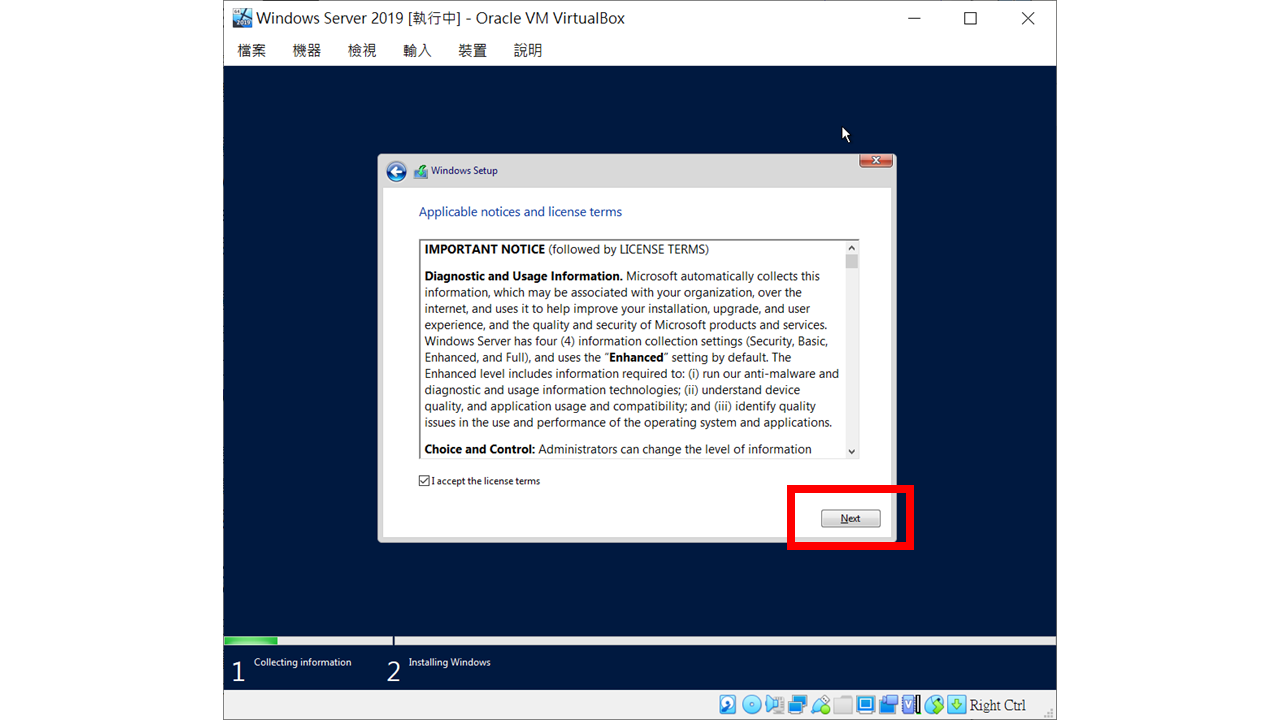 Windows Server 2019 [執行中] - Oracle VM VirtualBox
檔案 機器 檢視 輸入 裝置 說明
Windows Setup
Applicable notices and license terms
IMPORTANT NOTICE (followed by LICENSE TERMS)
Diagnostic and Usage Information. Microsoft automatically collects this
information, which may be associated with your organization, over the
internet, and uses it to help improve your installation, upgrade, and user
experience, and the quality and security of Microsoft products and services.
Windows Server has four (4) information collection settings (Security, Basic,
Enhanced, and Full), and uses the “Enhanced” setting by default. The
Enhanced level includes information required to: (i) run our anti-malware and
diagnostic and usage information technologies; (ii) understand device
quality, and application usage and compatibility; and (iii) identify quality
issues in the use and performance of the operating system and applications.
Choice and Control: Administrators can change the level of information
I accept the license terms
Next
1 Collecting information 2 Installing Windows
Right Ctrl